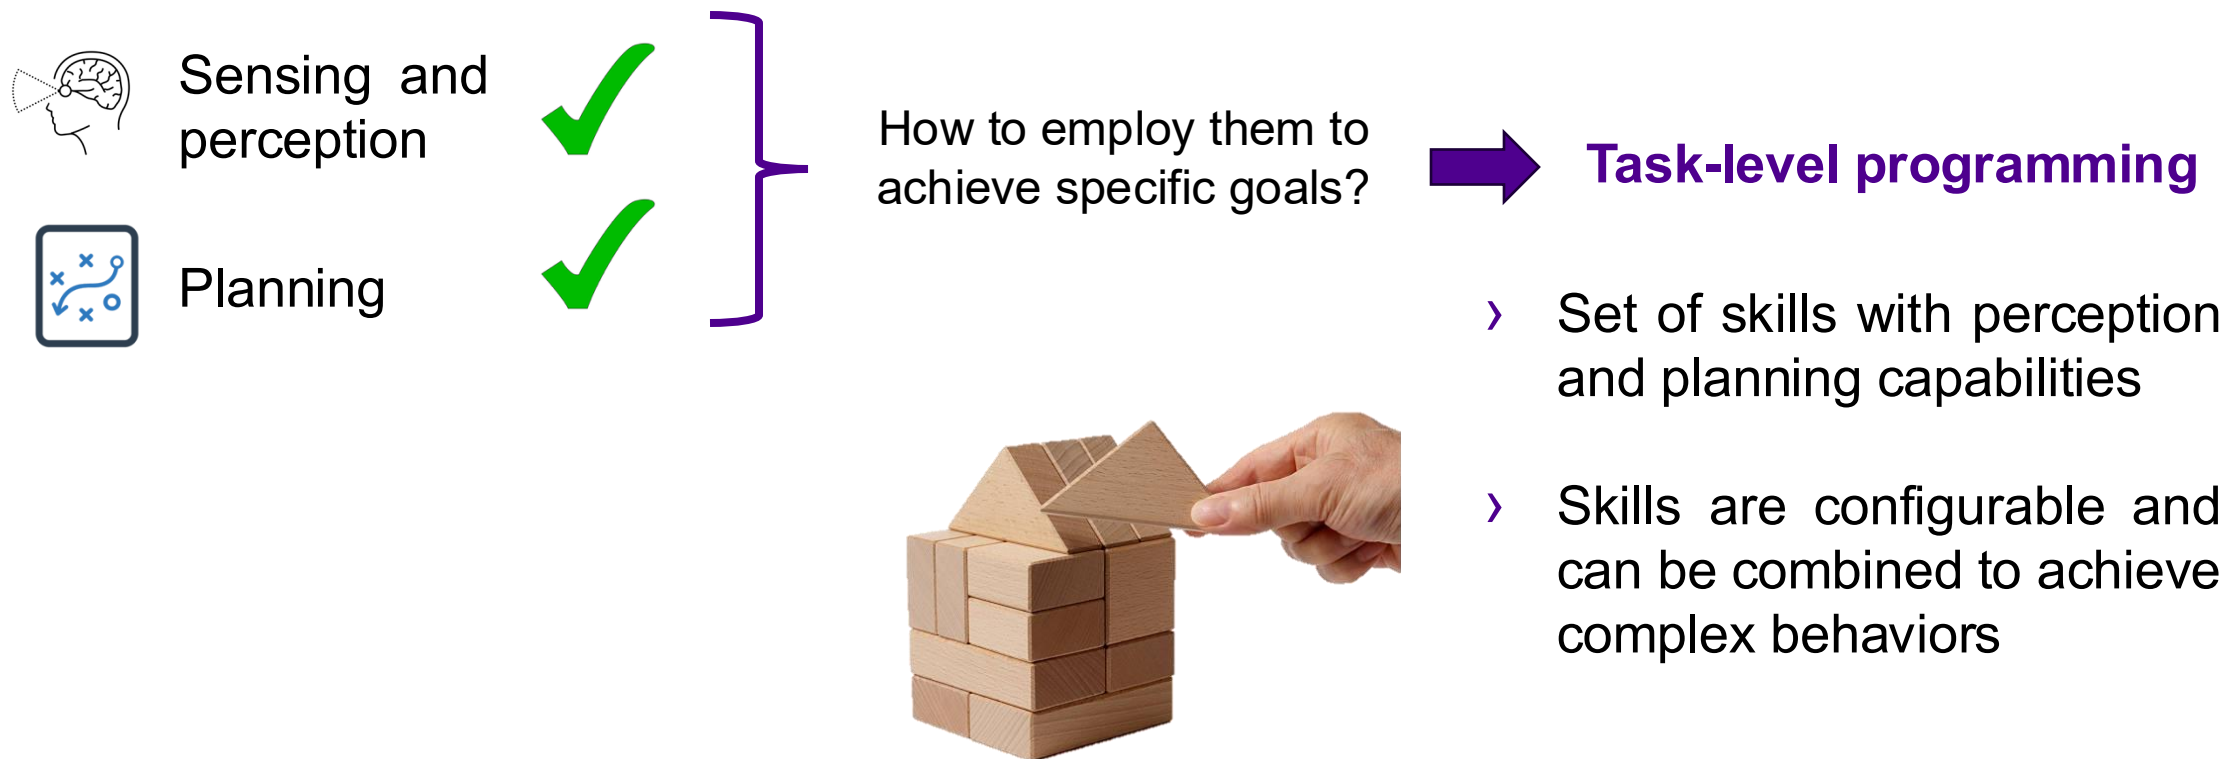 Sensing and
perception
Planning
How to employ them to
achieve specific goals?
Task-level programming
› Set of skills with perception
and planning capabilities
› Skills are configurable and
can be combined to achieve
complex behaviors